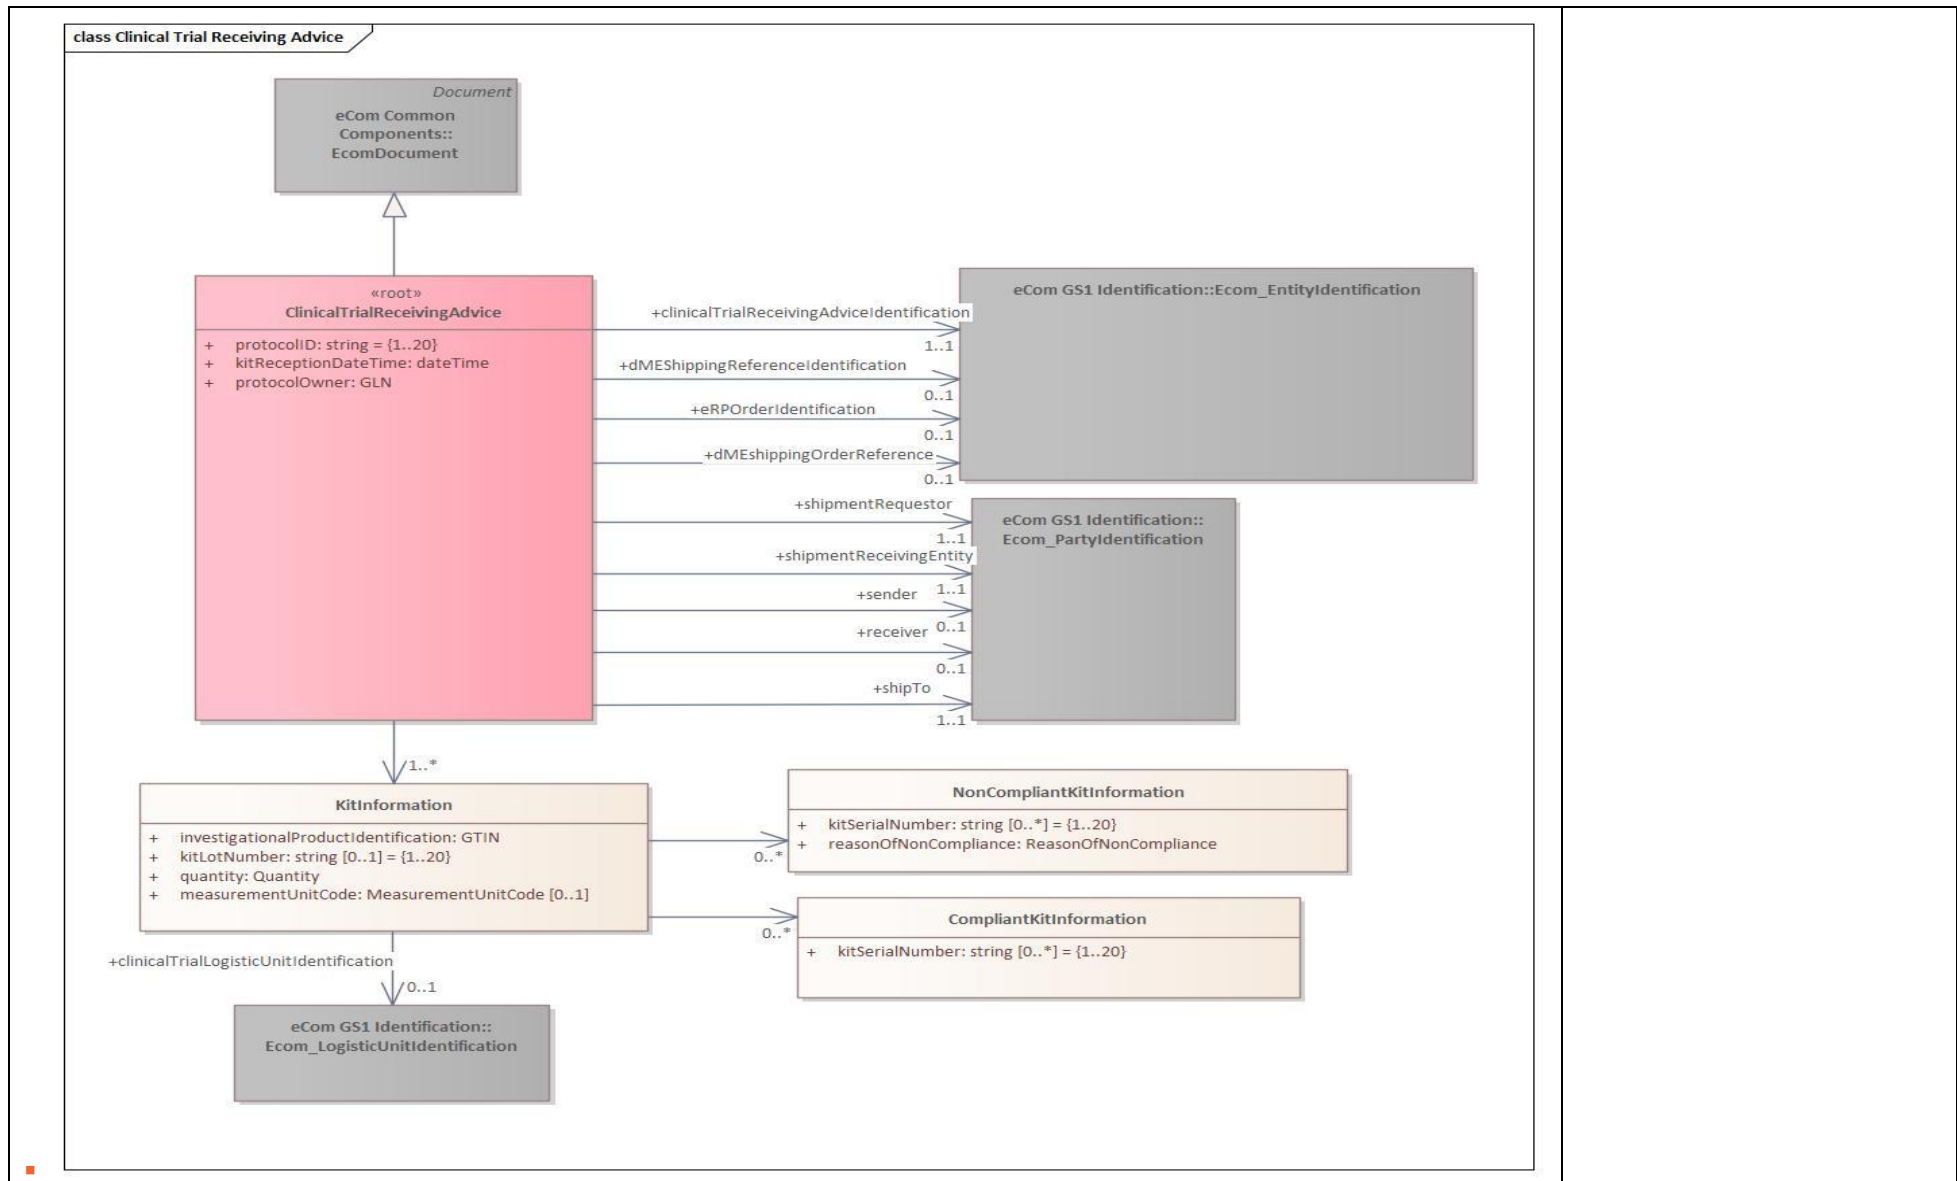 class Clinical Trial Receiving Advice
Document
eCom Common
Components::
EcomDocument
«root»
ClinicalTrialReceivingAdvice
+ protocolID: string = {1..20}
+ kitReceptionDateTime: dateTime
+ protocolOwner: GLN
+clinicalTrialReceivingAdviceIdentification
1..1
+dMEShippingReferenceIdentification
0..1
+eRPOrderIdentification
0..1
+dMEshippingOrderReference
0..1
eCom GS1 Identification::Ecom_EntityIdentification
+shipmentRequestor
1..1
+shipmentReceivingEntity
1..1
+sender
0..1
+receiver
0..1
+shipTo
1..1
eCom GS1 Identification::
Ecom_PartyIdentification
1..*
KitInformation
+ investigationalProductIdentification: GTIN
+ kitLotNumber: string [0..1] = {1..20}
+ quantity: Quantity
+ measurementUnitCode: MeasurementUnitCode [0..1]
0..*
NonCompliantKitInformation
+ kitSerialNumber: string [0..*] = {1..20}
+ reasonOfNonCompliance: ReasonOfNonCompliance
0..*
CompliantKitInformation
+ kitSerialNumber: string [0..*] = {1..20}
+clinicalTrialLogisticUnitIdentification
0..1
eCom GS1 Identification::
Ecom_LogisticUnitIdentification